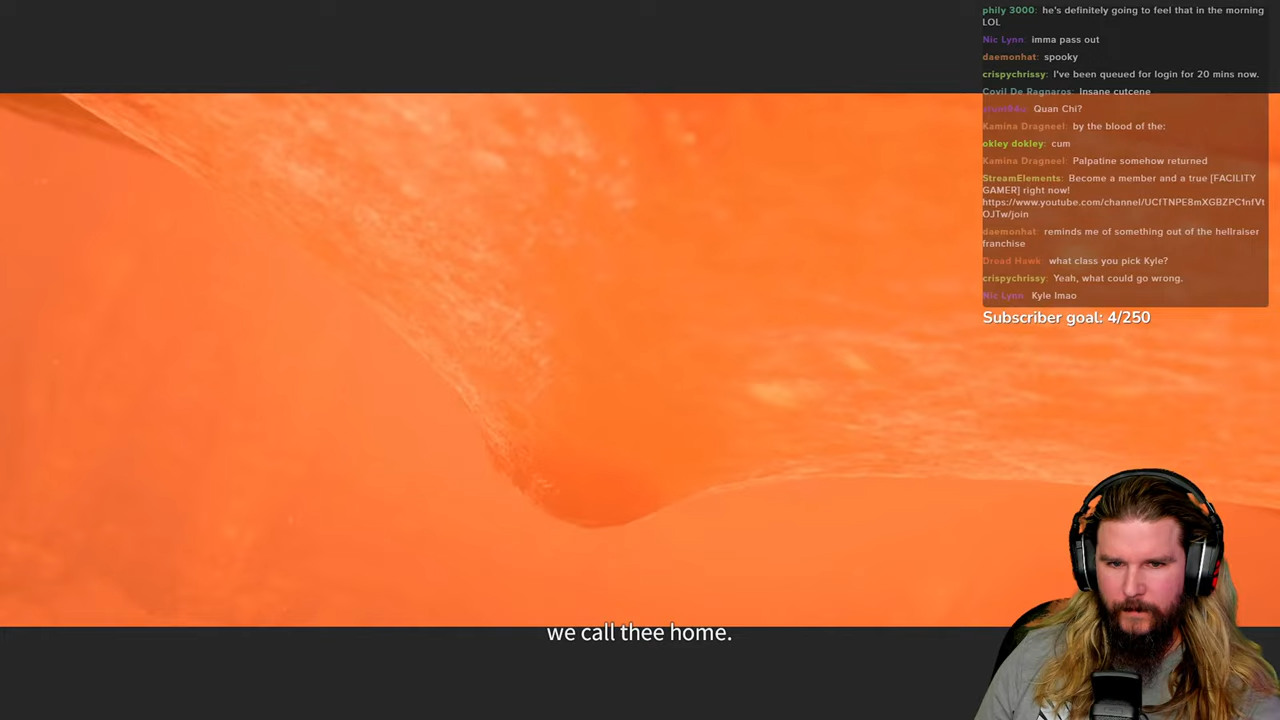 phily 3000: he's definitely going to feel that in the morning
LOL
Nic Lynn: imma pass out
daemonhat: spooky
crispychrissy: I've been queued for login for 20 mins now.
Covil De Ragnaros: Insane cutcene
Quan Chi?
Kamina Dragneel: by the blood of the:
okley dokley: cum
Kamina Dragneel: Palpatine somehow returned
StreamElements: Become a member and a true [FACILITY
GAMER] right now!
https://www.youtube.com/channel/UCfTNPE8mXGBZPC1nfVt
OJTw/join
daemonhat: reminds me of something out of the hellraiser
franchise
Dread Hawk: what class you pick Kyle?
crispychrissy: Yeah, what could go wrong.
Nic Lynn: Kyle lmao
Subscriber goal: 4/250
we call thee home.